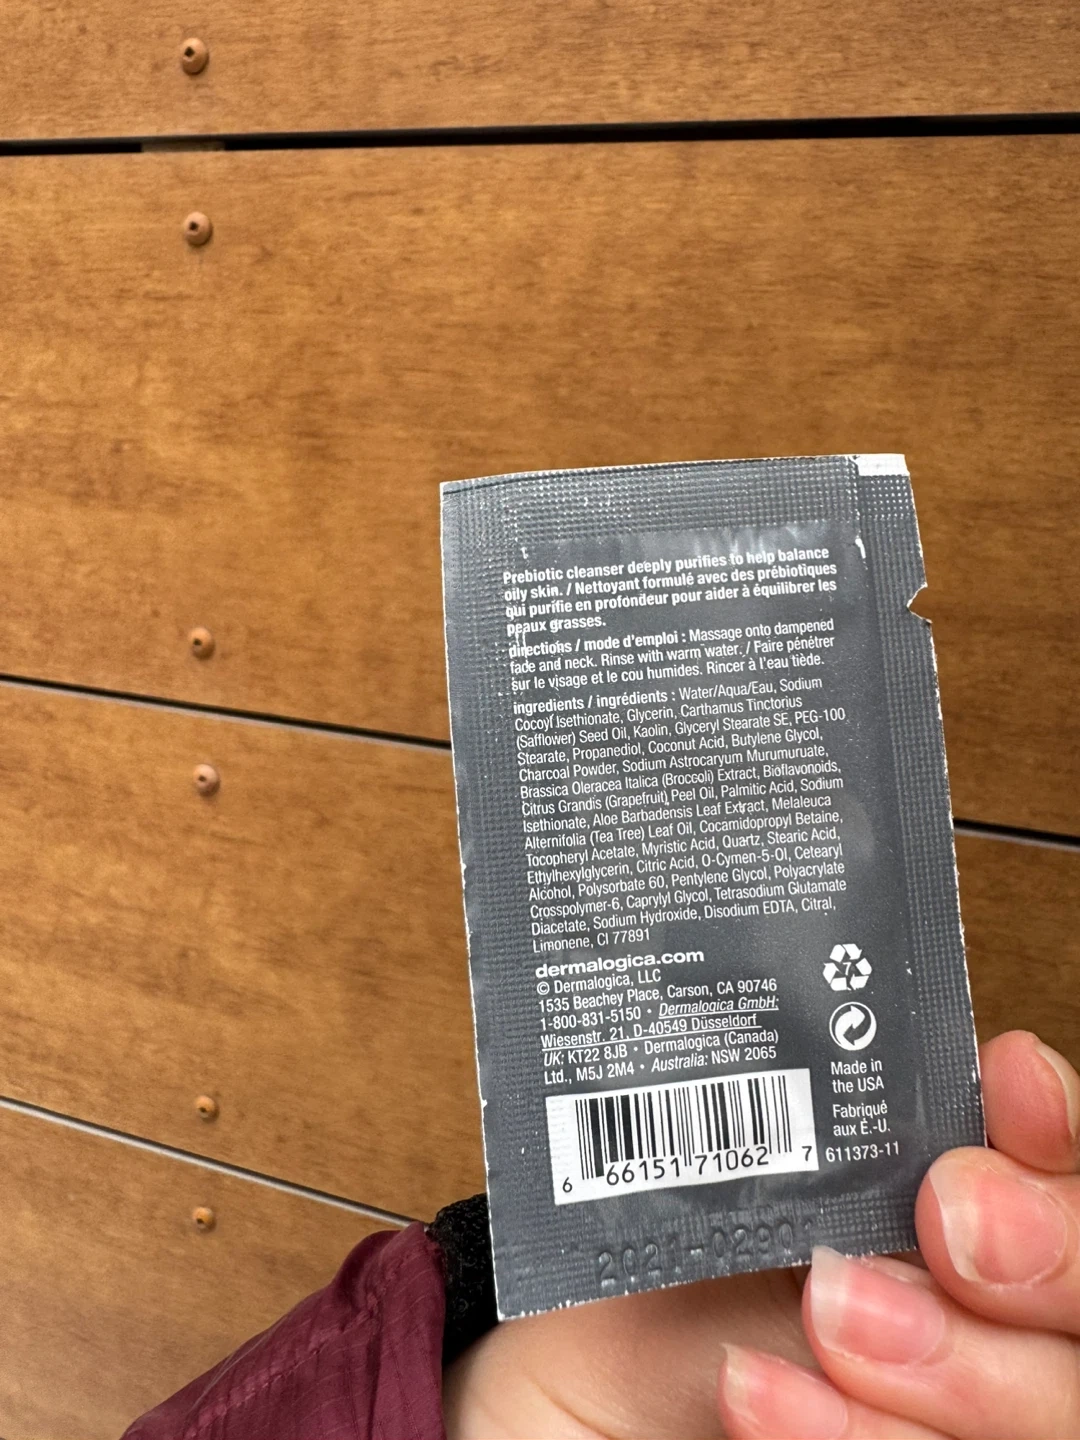 Prebiotic cleanser deeply purifies to help balance
oily skin. / Nettoyant formulé avec des prébiotiques
qui purifie en profondeur pour aider à équilibrer les
peaux grasses.
directions / mode d'emploi : Massage onto dampened
face and neck. Rinse with warm water. / Faire pénétrer
sur le visage et le cou humides. Rincer à l'eau tiède.
ingredients / ingrédients : Water/Aqua/Eau, Sodium
Cocoyl Isethionate, Glycerin, Carthamus Tinctorius
(Safflower) Seed Oil, Kaolin, Glyceryl Stearate SE, PEG-100
Stearate, Propanediol, Coconut Acid, Butylene Glycol,
Charcoal Powder, Sodium Astrocaryum Murumuruate,
Brassica Oleracea Italica (Broccoli) Extract, Bioflavonoids,
Citrus Grandis (Grapefruit) Peel Oil, Palmitic Acid, Sodium
Isethionate, Aloe Barbadensis Leaf Extract, Melaleuca
Alternifolia (Tea Tree) Leaf Oil, Cocamidopropyl Betaine,
Tocopheryl Acetate, Myristic Acid, Quartz, Stearic Acid,
Ethylhexylglycerin, Citric Acid, O-Cymen-5-Ol, Cetearyl
Alcohol, Polysorbate 60, Pentylene Glycol, Polyacrylate
Crosspolymer-6, Caprylyl Glycol, Tetrasodium Glutamate
Diacetate, Sodium Hydroxide, Disodium EDTA, Citral,
Limonene, CI 77891
dermalogica.com
© Dermalogica, LLC
1535 Beachey Place, Carson, CA 90746
1-800-831-5150 • Dermalogica GmbH:
Wiesenstr. 21, D-40549 Düsseldorf
UK: KT22 8JB • Dermalogica (Canada)
Ltd., M5J 2M4 • Australia: NSW 2065
7
Made in
the USA
Fabriqué
aux É.-U.
611373-11
6 66151 71062 7
2021-0290